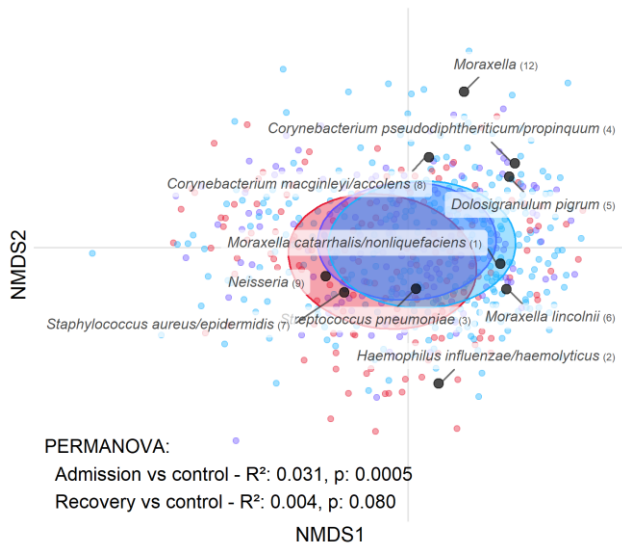 Moraxella (12)
Corynebacterium pseudodiphtheriticum/propinquum (4)
Corynebacterium macginleyi/accolens (8)
Dolosigranulum pigrum (5)
Moraxella catarrhalis/nonliquefaciens (1)
Neisseria (9)
Staphylococcus aureus/epidermidis (7)
Streptococcus pneumoniae (3)
Moraxella lincolnii (6)
Haemophilus influenzae/haemolyticus (2)
NMDS2
PERMANOVA:
Admission vs control - R²: 0.031, p: 0.0005
Recovery vs control - R²: 0.004, p: 0.080
NMDS1